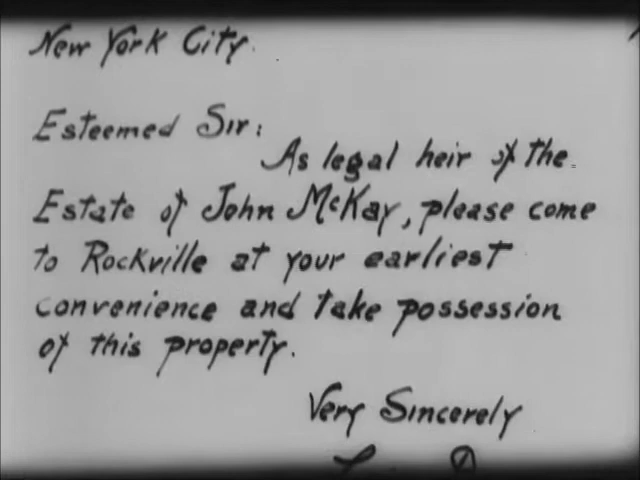 New York City.
Esteemed Sir:
As legal heir of the
Estate of John McKay, please come
to Rockville at your earliest
convenience and take possession
of this property.
Very Sincerely